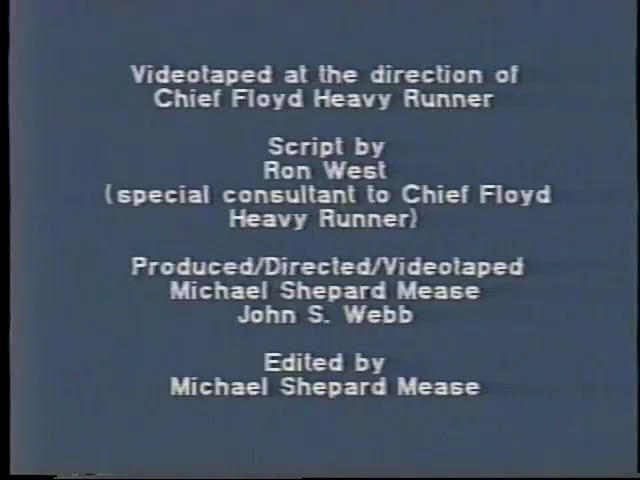 Videotaped at the direction of
Chief Floyd Heavy Runner
Script by
Ron West
(special consultant to Chief Floyd
Heavy Runner)
Produced/Directed/Videotaped
Michael Shepard Mease
John S. Webb
Edited by
Michael Shepard Mease